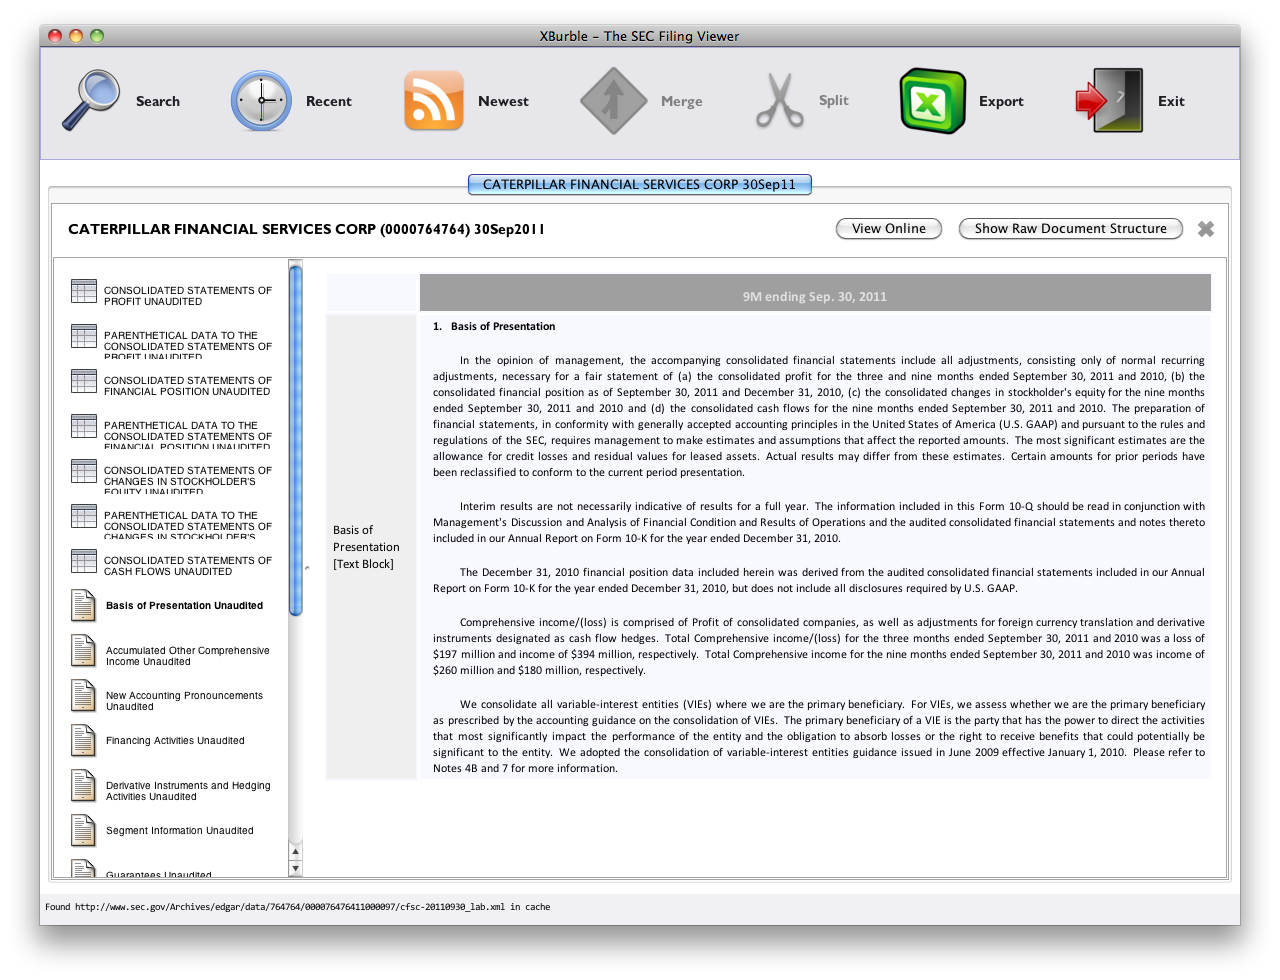 XBurble – The SEC Filing Viewer
Search
Recent
Newest
Merge
Split
Export
Exit
CATERPILLAR FINANCIAL SERVICES CORP 30Sep11
CATERPILLAR FINANCIAL SERVICES CORP (0000764764) 30Sep2011
View Online
Show Raw Document Structure
CONSOLIDATED STATEMENTS OF
PROFIT UNAUDITED
PARENTHETICAL DATA TO THE
CONSOLIDATED STATEMENTS OF
PROFIT UNAUDITED
CONSOLIDATED STATEMENTS OF
FINANCIAL POSITION UNAUDITED
PARENTHETICAL DATA TO THE
CONSOLIDATED STATEMENTS OF
FINANCIAL POSITION UNAUDITED
CONSOLIDATED STATEMENTS OF
CHANGES IN STOCKHOLDER'S
EQUITY UNAUDITED
PARENTHETICAL DATA TO THE
CONSOLIDATED STATEMENTS OF
CHANGES IN STOCKHOLDER'S
CONSOLIDATED STATEMENTS OF
CASH FLOWS UNAUDITED
Basis of Presentation Unaudited
Accumulated Other Comprehensive
Income Unaudited
New Accounting Pronouncements
Unaudited
Financing Activities Unaudited
Derivative Instruments and Hedging
Activities Unaudited
Segment Information Unaudited
Guarantees Unaudited
9M ending Sep. 30, 2011
Basis of
Presentation
[Text Block]
1. Basis of Presentation
In the opinion of management, the accompanying consolidated financial statements include all adjustments, consisting only of normal recurring
adjustments, necessary for a fair statement of (a) the consolidated profit for the three and nine months ended September 30, 2011 and 2010, (b) the
consolidated financial position as of September 30, 2011 and December 31, 2010, (c) the consolidated changes in stockholder's equity for the nine months
ended September 30, 2011 and 2010 and (d) the consolidated cash flows for the nine months ended September 30, 2011 and 2010. The preparation of
financial statements, in conformity with generally accepted accounting principles in the United States of America (U.S. GAAP) and pursuant to the rules and
regulations of the SEC, requires management to make estimates and assumptions that affect the reported amounts. The most significant estimates are the
allowance for credit losses and residual values for leased assets. Actual results may differ from these estimates. Certain amounts for prior periods have
been reclassified to conform to the current period presentation.
Interim results are not necessarily indicative of results for a full year. The information included in this Form 10-Q should be read in conjunction with
Management's Discussion and Analysis of Financial Condition and Results of Operations and the audited consolidated financial statements and notes thereto
included in our Annual Report on Form 10-K for the year ended December 31, 2010.
The December 31, 2010 financial position data included herein was derived from the audited consolidated financial statements included in our Annual
Report on Form 10-K for the year ended December 31, 2010, but does not include all disclosures required by U.S. GAAP.
Comprehensive income/(loss) is comprised of Profit of consolidated companies, as well as adjustments for foreign currency translation and derivative
instruments designated as cash flow hedges. Total Comprehensive income/(loss) for the three months ended September 30, 2011 and 2010 was a loss of
$197 million and income of $394 million, respectively. Total Comprehensive income for the nine months ended September 30, 2011 and 2010 was income of
$260 million and $180 million, respectively.
We consolidate all variable-interest entities (VIEs) where we are the primary beneficiary. For VIEs, we assess whether we are the primary beneficiary
as prescribed by the accounting guidance on the consolidation of VIEs. The primary beneficiary of a VIE is the party that has the power to direct the activities
that most significantly impact the performance of the entity and the obligation to absorb losses or the right to receive benefits that could potentially be
significant to the entity. We adopted the consolidation of variable-interest entities guidance issued in June 2009 effective January 1, 2010. Please refer to
Notes 4B and 7 for more information.
Found http://www.sec.gov/Archives/edgar/data/764764/000076476411000097/cfsc-20110930_lab.xml in cache